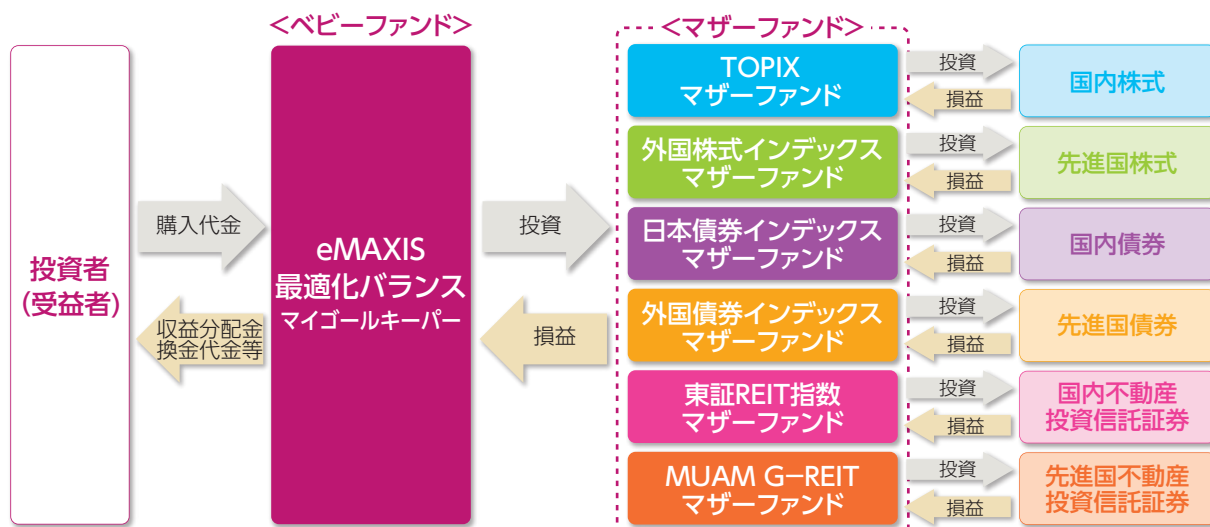 <ベビーファンド>
<マザーファンド>
投資者
(受益者)
購入代金
収益分配金
換金代金等
eMAXIS
最適化バランス
マイゴールキーパー
投資
損益
TOPIX
マザーファンド
投資
損益
国内株式
外国株式インデックス
マザーファンド
投資
損益
先進国株式
日本債券インデックス
マザーファンド
投資
損益
国内債券
外国債券インデックス
マザーファンド
投資
損益
先進国債券
東証REIT指数
マザーファンド
投資
損益
国内不動産
投資信託証券
MUAM G−REIT
マザーファンド
投資
損益
先進国不動産
投資信託証券